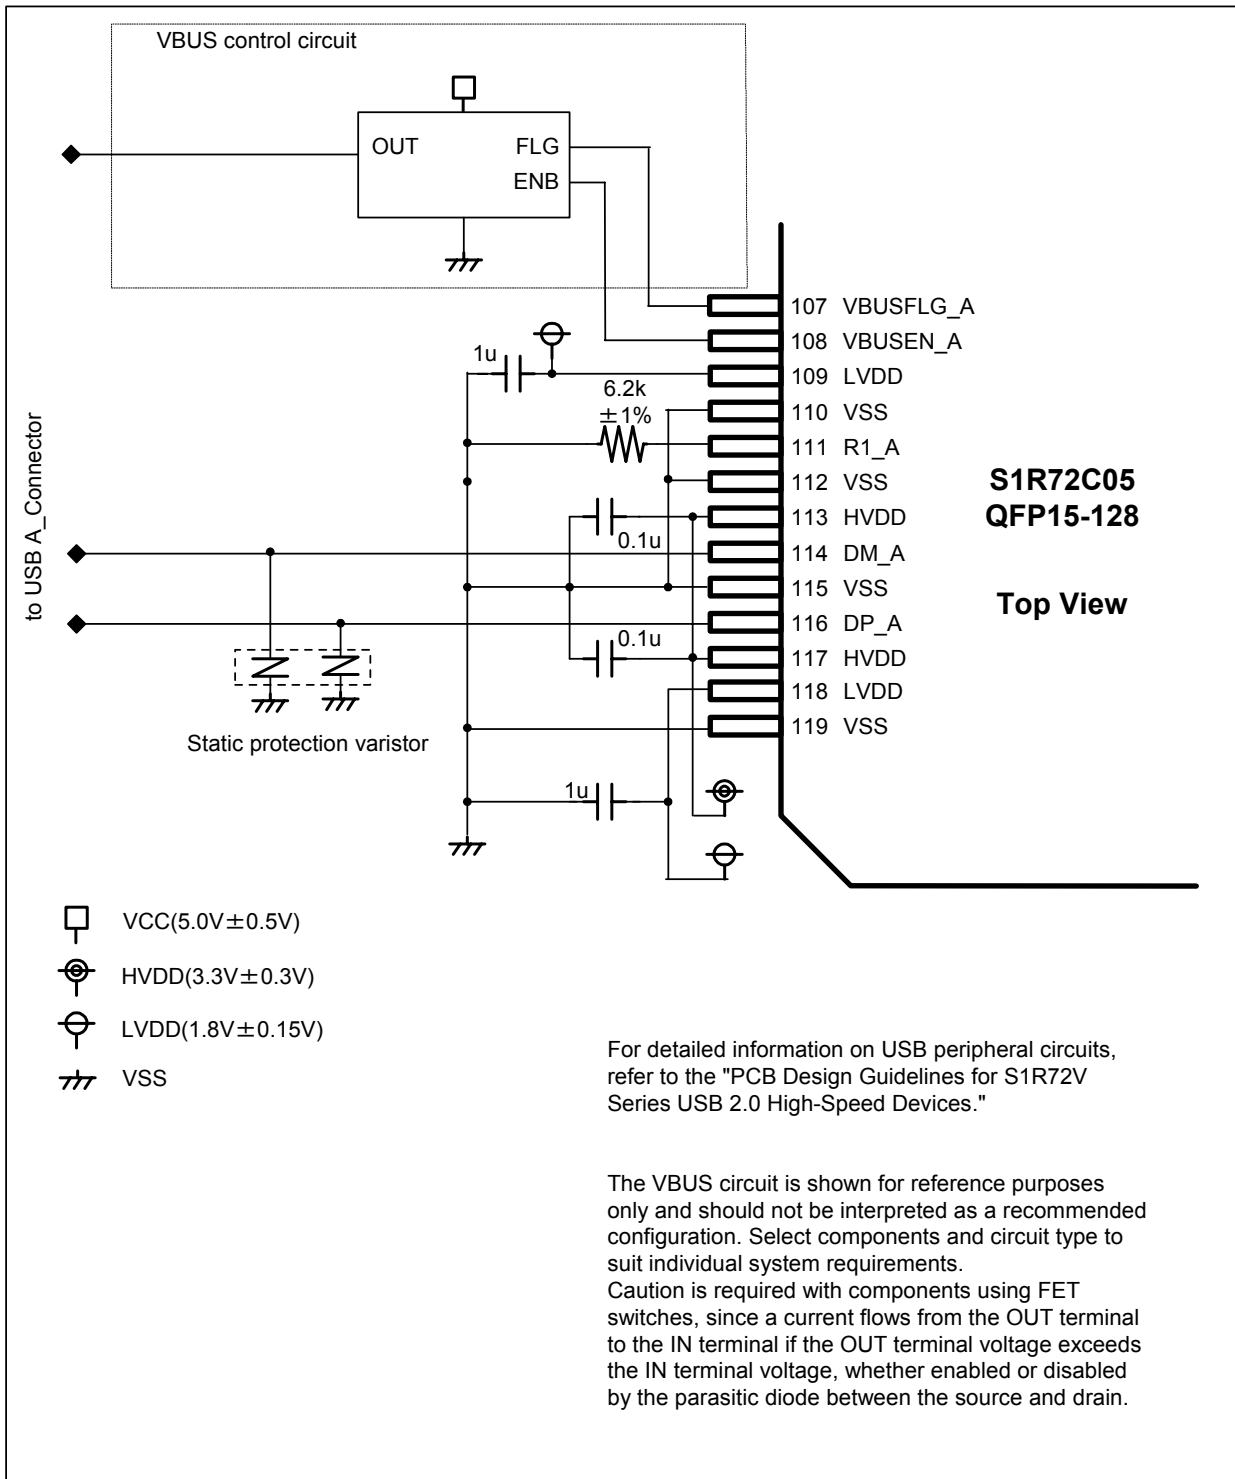 VBUS control circuit
OUT
FLG
ENB
107 VBUSFLG_A
108 VBUSEN_A
1u
109 LVDD
6.2k
±1%
110 VSS
111 R1_A
112 VSS
113 HVDD
0.1u
114 DM_A
115 VSS
116 DP_A
0.1u
117 HVDD
118 LVDD
119 VSS
S1R72C05
QFP15-128
Top View
to USB A_Connector
Static protection varistor
1u
VCC(5.0V±0.5V)
HVDD(3.3V±0.3V)
LVDD(1.8V±0.15V)
VSS
For detailed information on USB peripheral circuits,
refer to the "PCB Design Guidelines for S1R72V
Series USB 2.0 High-Speed Devices."
The VBUS circuit is shown for reference purposes
only and should not be interpreted as a recommended
configuration. Select components and circuit type to
suit individual system requirements.
Caution is required with components using FET
switches, since a current flows from the OUT terminal
to the IN terminal if the OUT terminal voltage exceeds
the IN terminal voltage, whether enabled or disabled
by the parasitic diode between the source and drain.